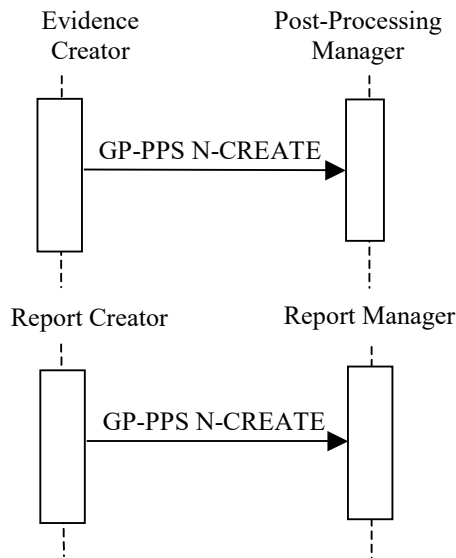 Evidence
Creator
Post-Processing
Manager
GP-PPS N-CREATE
Report Creator
Report Manager
GP-PPS N-CREATE